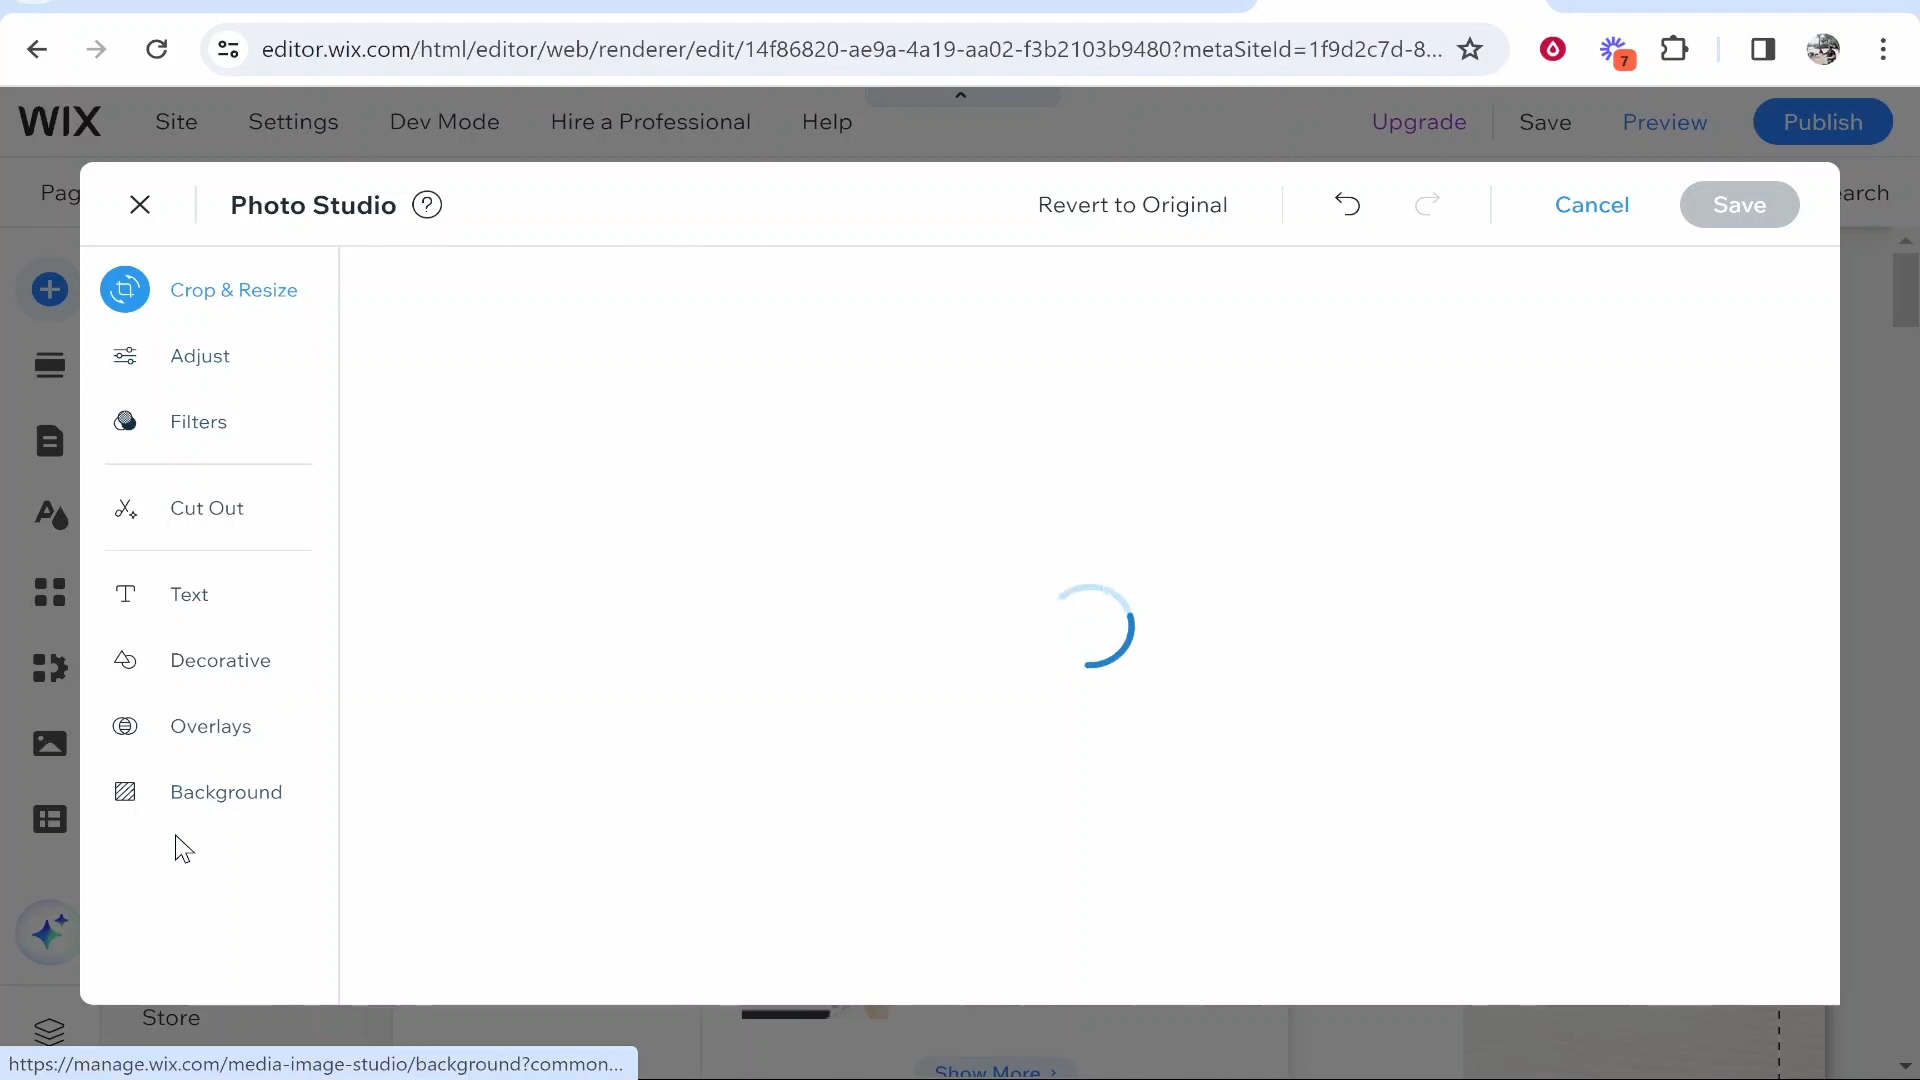 editor.wix.com/html/editor/web/renderer/edit/14f86820-ae9a-4a19-aa02-f3b2103b9480?metaSiteId=1f9d2c7d-8...
7
WIX
Site
Settings
Dev Mode
Hire a Professional
Help
Upgrade
Save
Preview
Publish
Pag
Photo Studio
?
Revert to Original
Cancel
Save
arch
Crop & Resize
Adjust
Filters
Cut Out
Text
Decorative
Overlays
Background
Store
Show More >
https://manage.wix.com/media-image-studio/background?common...